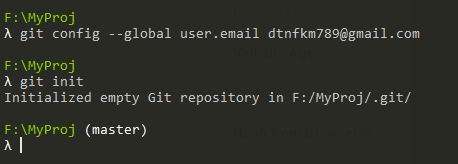 F:\MyProj
λ git config --global user.email dtnfkm789@gmail.com
F:\MyProj
λ git init
Initialized empty Git repository in F:/MyProj/.git/
F:\MyProj (master)
λ